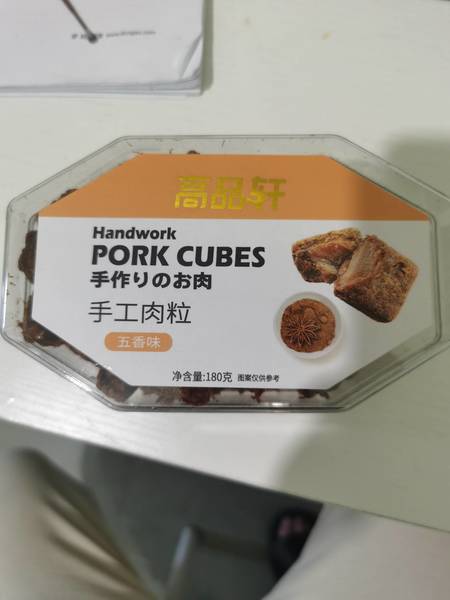 高品轩
Handwork
PORK CUBES
手作りのお肉
手工肉粒
五香味
净含量:180克 图案仅供参考